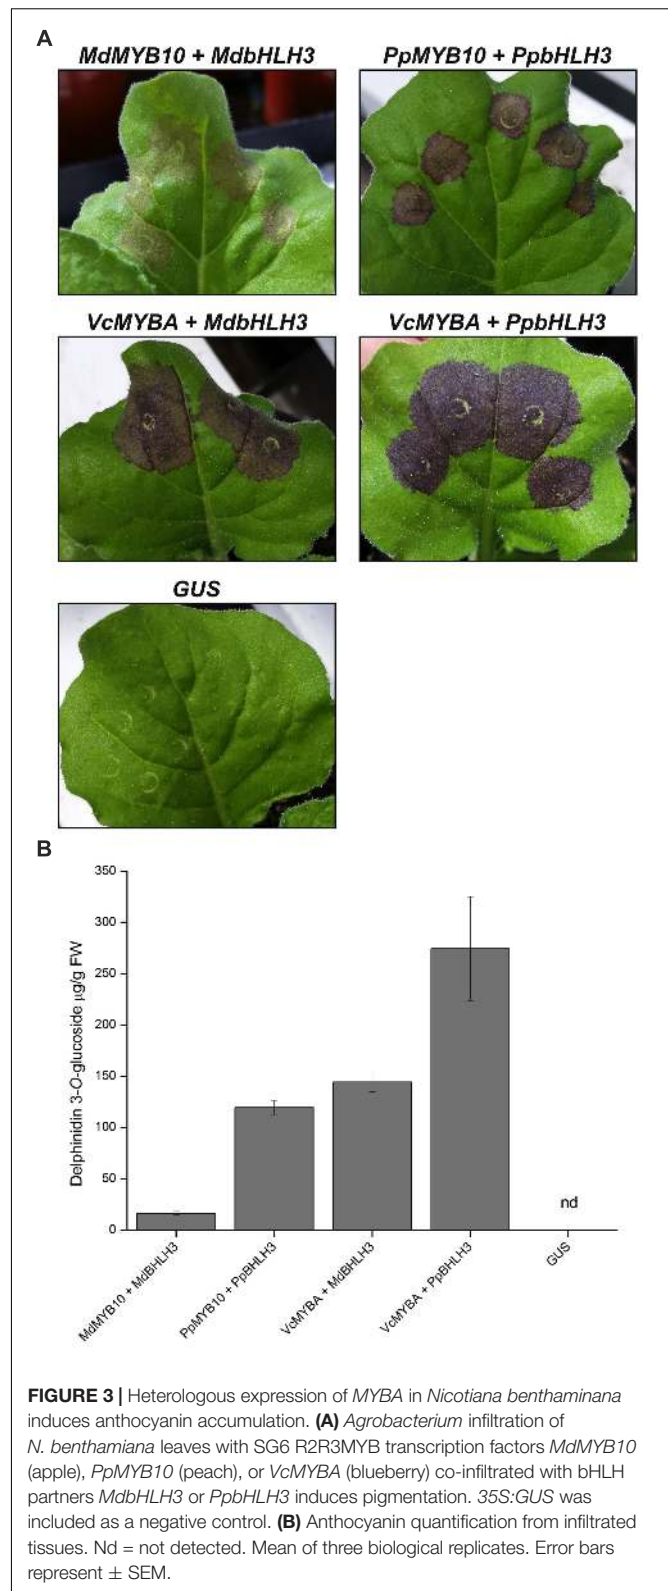 A
MdMYB10 + MdbHLH3
PpMYB10 + PpbHLH3
VcMYBA + MdbHLH3
VcMYBA + PpbHLH3
GUS
B
350
300
250
200
150
100
50
0
Delphinidin 3-O-glucoside µg/g FW
nd
MdMYB10 + MdBHLH3
PpMYB10 + PpBHLH3
VcMYBA + MdBHLH3
VcMYBA + PpBHLH3
GUS
FIGURE 3 | Heterologous expression of MYBA in Nicotiana benthaminana
induces anthocyanin accumulation. (A) Agrobacterium infiltration of
N. benthamiana leaves with SG6 R2R3MYB transcription factors MdMYB10
(apple), PpMYB10 (peach), or VcMYBA (blueberry) co-infiltrated with bHLH
partners MdbHLH3 or PpbHLH3 induces pigmentation. 35S:GUS was
included as a negative control. (B) Anthocyanin quantification from infiltrated
tissues. Nd = not detected. Mean of three biological replicates. Error bars
represent ± SEM.